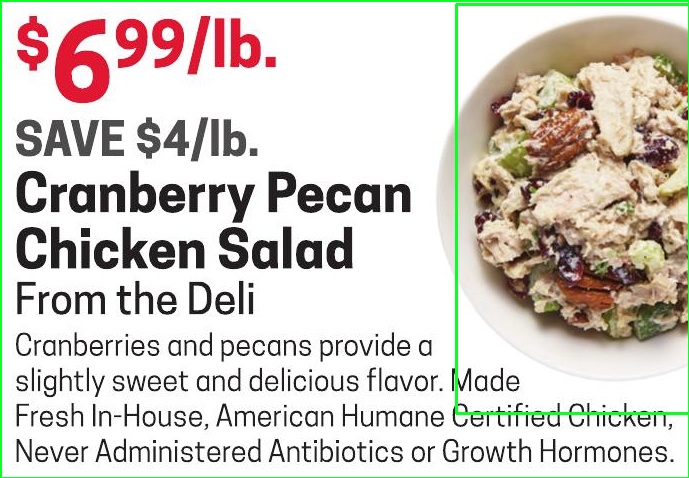 $6.99/lb.
SAVE $4/lb.
Cranberry Pecan
Chicken Salad
From the Deli
Cranberries and pecans provide a
slightly sweet and delicious flavor. Made
Fresh In-House, American Humane Certified Chicken,
Never Administered Antibiotics or Growth Hormones.